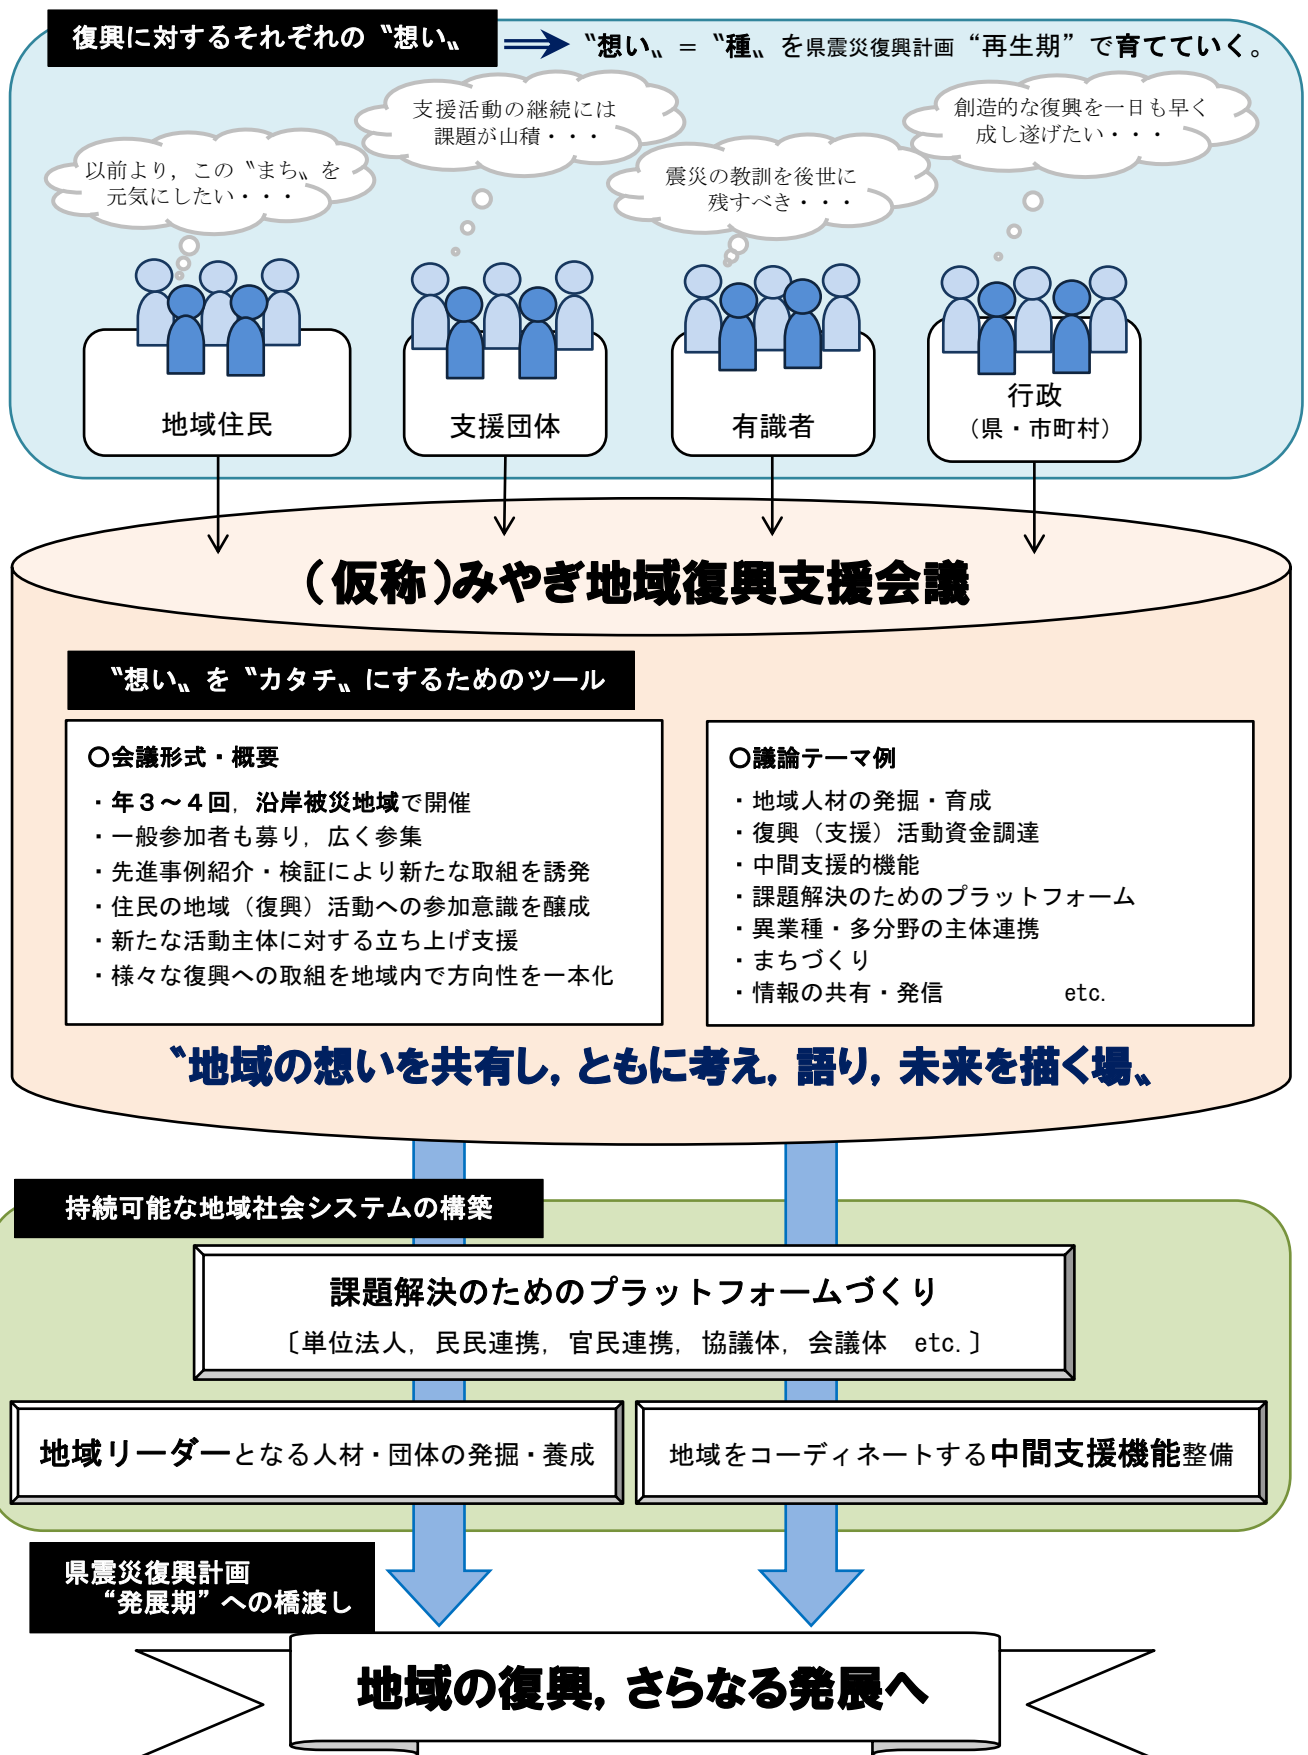 復興に対するそれぞれの〝想い〟
〝想い〟＝〝種〟を県震災復興計画“再生期”で育てていく。
支援活動の継続には
課題が山積・・・
創造的な復興を一日も早く
成し遂げたい・・・
以前より，この〝まち〟を
元気にしたい・・・
震災の教訓を後世に
残すべき・・・
地域住民
支援団体
有識者
行政
（県・市町村）
（仮称）みやぎ地域復興支援会議
〝想い〟を〝カタチ〟にするためのツール
○会議形式・概要
・年３～４回，沿岸被災地域で開催
・一般参加者も募り，広く参集
・先進事例紹介・検証により新たな取組を誘発
・住民の地域（復興）活動への参加意識を醸成
・新たな活動主体に対する立ち上げ支援
・様々な復興への取組を地域内で方向性を一本化
○議論テーマ例
・地域人材の発掘・育成
・復興（支援）活動資金調達
・中間支援的機能
・課題解決のためのプラットフォーム
・異業種・多分野の主体連携
・まちづくり
・情報の共有・発信　　　　　etc.
〝地域の想いを共有し，ともに考え，語り，未来を描く場〟
持続可能な地域社会システムの構築
課題解決のためのプラットフォームづくり
〔単位法人，民民連携，官民連携，協議体，会議体　etc.〕
地域リーダーとなる人材・団体の発掘・養成
地域をコーディネートする中間支援機能整備
県震災復興計画
“発展期”への橋渡し
地域の復興，さらなる発展へ